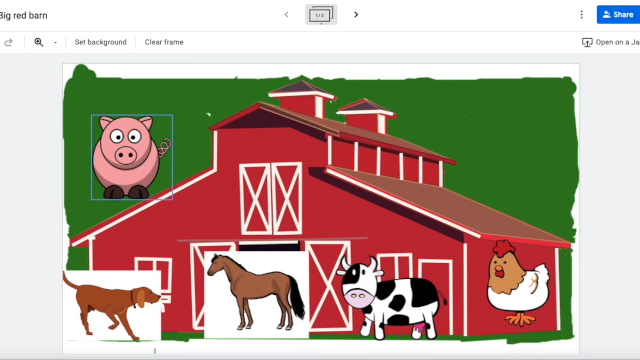 Big red barn
1 / 3
Share
Set background
Clear frame
Open on a Ja